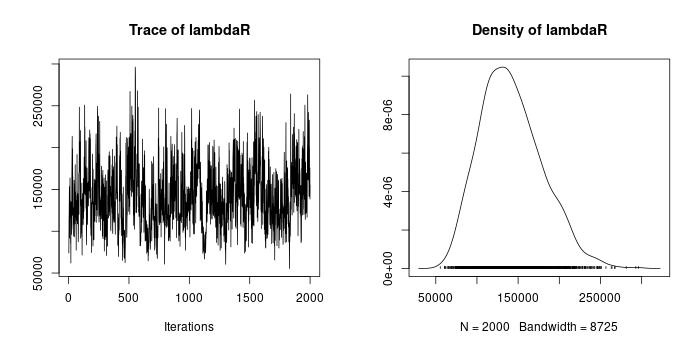 Trace of lambdaR
50000 150000 250000
0 500 1000 1500 2000
Iterations
Density of lambdaR
0e+00 4e-06 8e-06
50000 150000 250000
N = 2000 Bandwidth = 8725